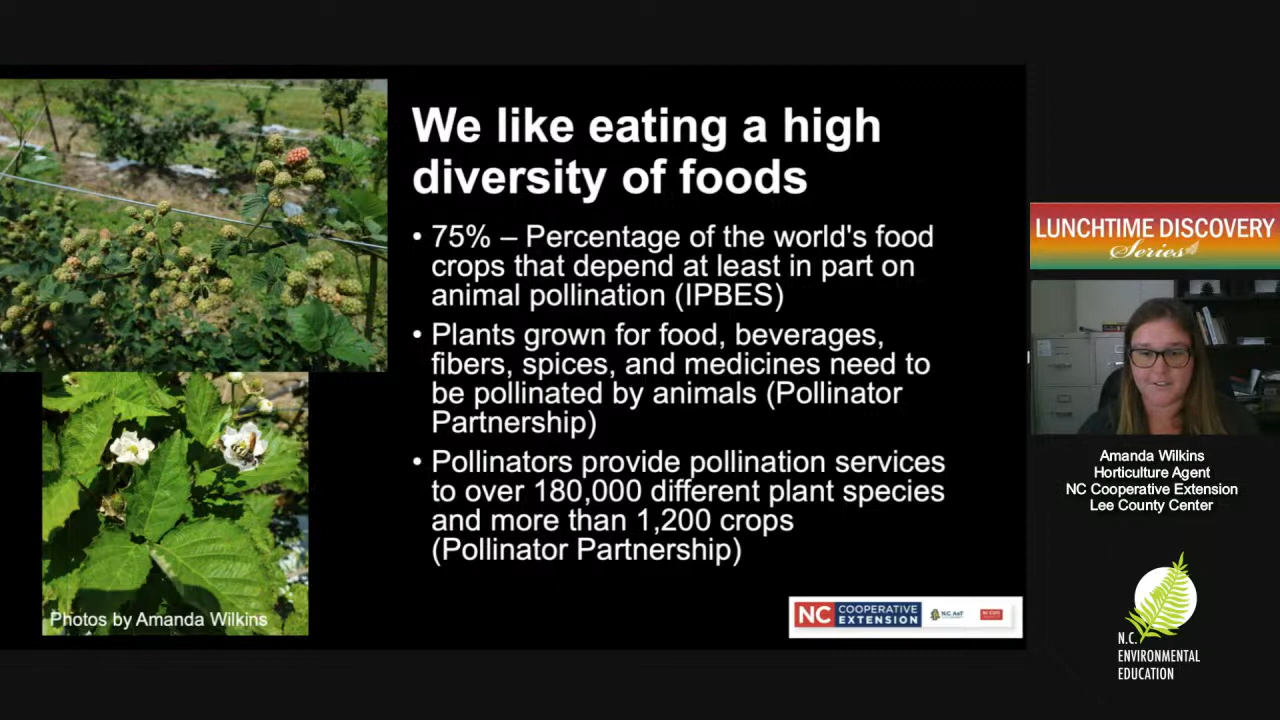 We like eating a high
diversity of foods
• 75% – Percentage of the world's food
crops that depend at least in part on
animal pollination (IPBES)
• Plants grown for food, beverages,
fibers, spices, and medicines need to
be pollinated by animals (Pollinator
Partnership)
• Pollinators provide pollination services
to over 180,000 different plant species
and more than 1,200 crops
(Pollinator Partnership)
Photos by Amanda Wilkins
NC COOPERATIVE
EXTENSION
N.C. A&T
NC STATE
LUNCHTIME DISCOVERY
Series
Amanda Wilkins
Horticulture Agent
NC Cooperative Extension
Lee County Center
N.C.
ENVIRONMENTAL
EDUCATION